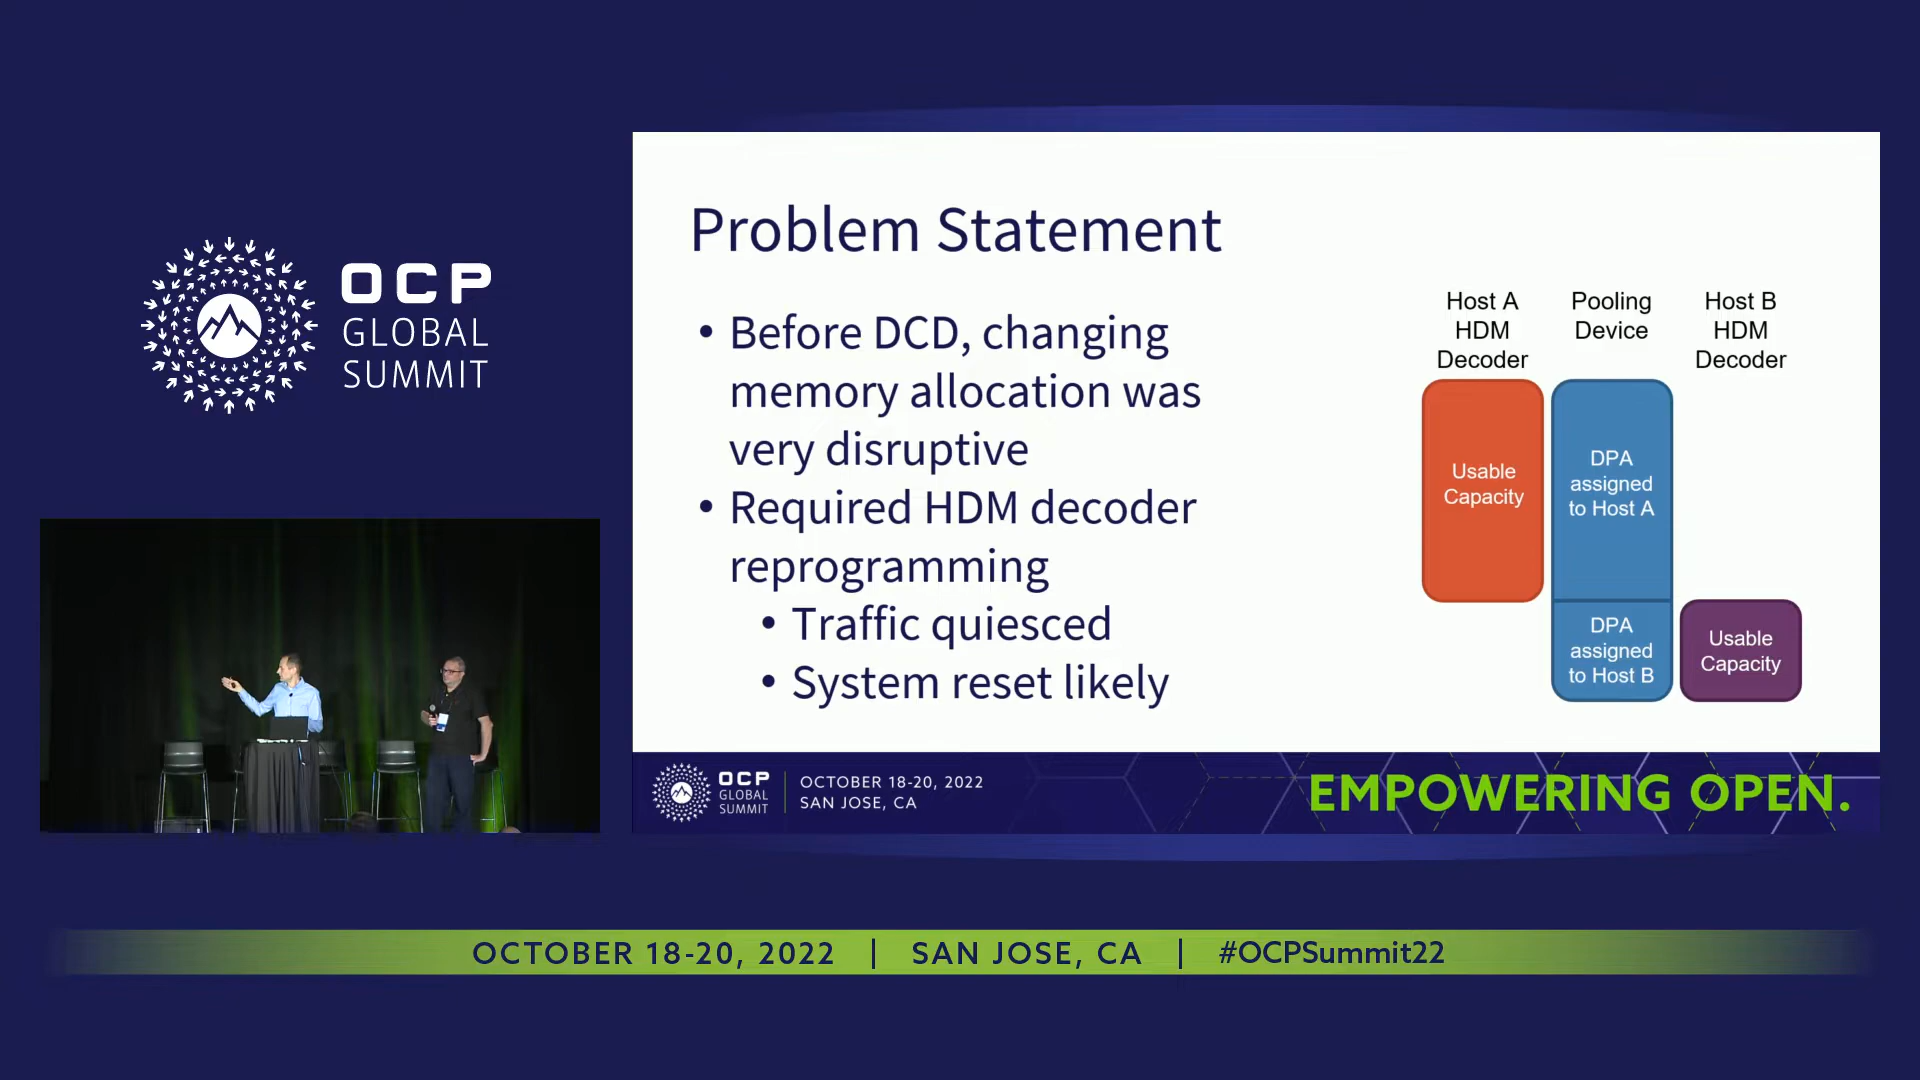 OCP
GLOBAL
SUMMIT
Problem Statement
• Before DCD, changing
memory allocation was
very disruptive
• Required HDM decoder
reprogramming
• Traffic quiesced
• System reset likely
Host A
HDM
Decoder
Pooling
Device
Host B
HDM
Decoder
Usable
Capacity
DPA
assigned
to Host A
DPA
assigned
to Host B
Usable
Capacity
OCP
GLOBAL
SUMMIT
OCTOBER 18-20, 2022
SAN JOSE, CA
EMPOWERING OPEN.
OCTOBER 18-20, 2022 | SAN JOSE, CA | #OCPSummit22